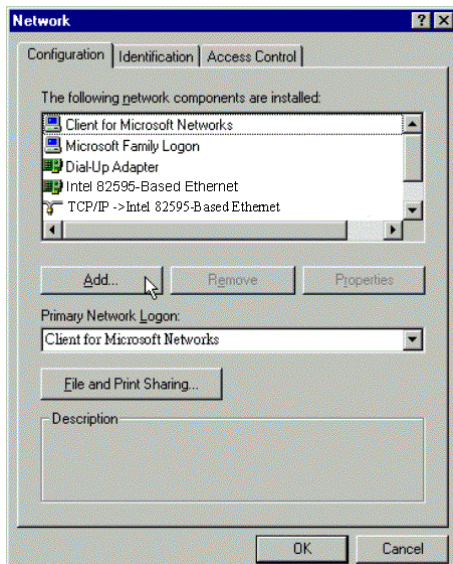 Network
Configuration Identification Access Control
The following network components are installed:
Client for Microsoft Networks
Microsoft Family Logon
Dial-Up Adapter
Intel 82595-Based Ethernet
TCP/IP ->Intel 82595-Based Ethernet
Add... Remove Properties
Primary Network Logon:
Client for Microsoft Networks
File and Print Sharing...
Description
OK Cancel